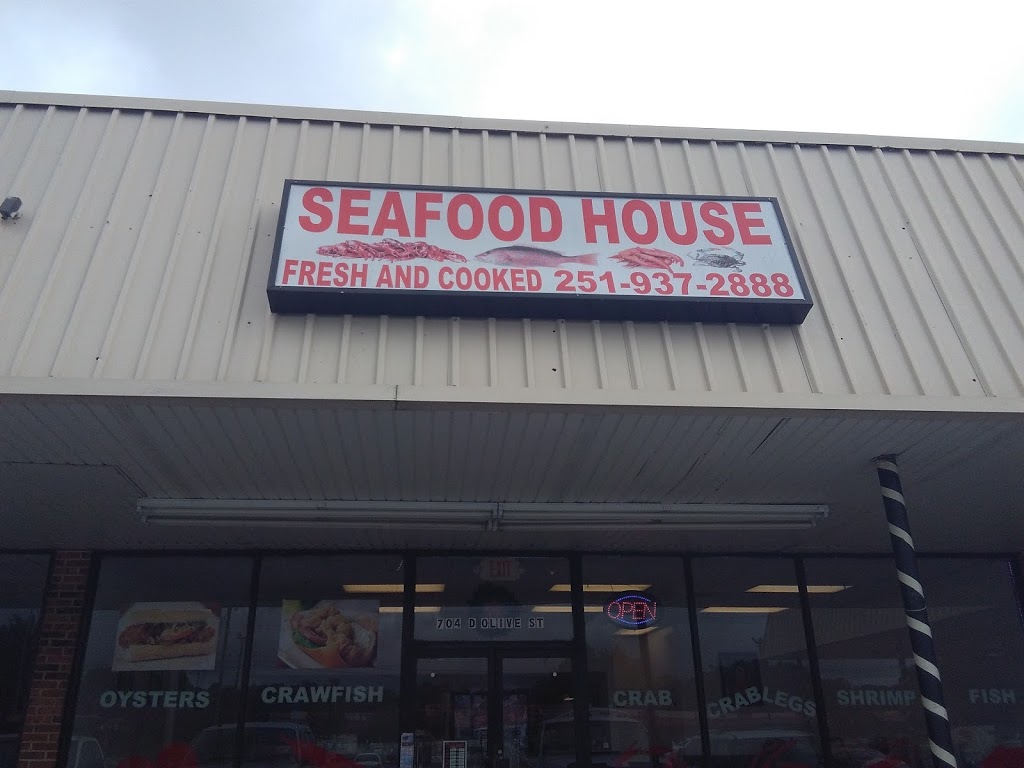 SEAFOOD HOUSE
FRESH AND COOKED 251-937-2888
EXIT
OPEN
704 D OLIVE ST
OYSTERS
CRAWFISH
CRAB
CRABLEGS
SHRIMP
FISH